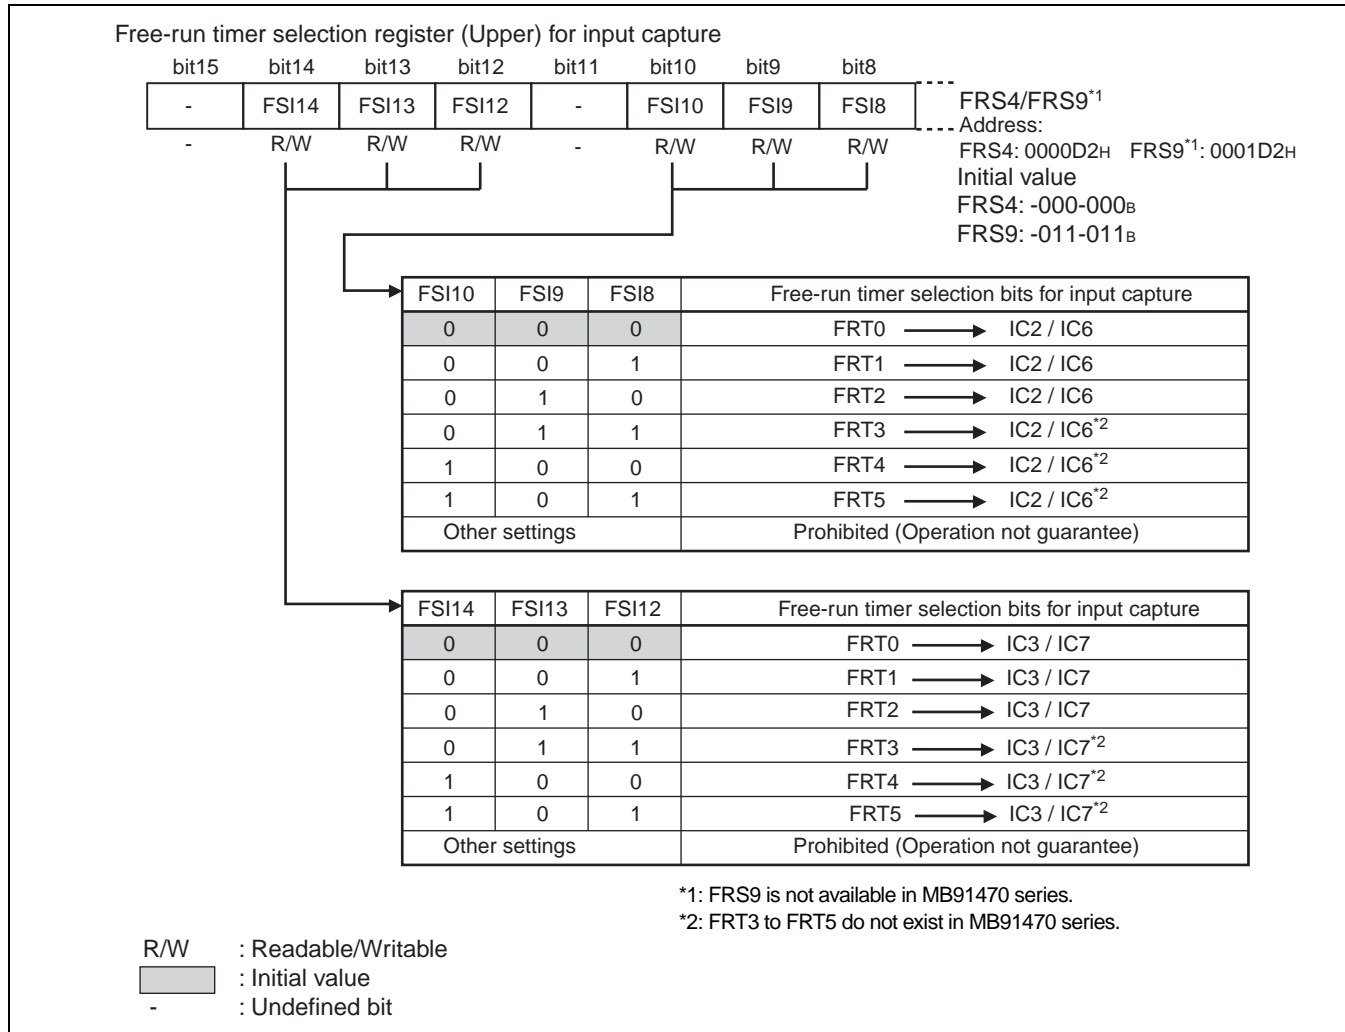 Free-run timer selection register (Upper) for input capture
bit15 bit14 bit13 bit12 bit11 bit10 bit9 bit8
- FSI14 FSI13 FSI12 - FSI10 FSI9 FSI8
- R/W R/W R/W - R/W R/W R/W
FRS4/FRS9*1
Address:
FRS4: 0000D2H FRS9*1: 0001D2H
Initial value
FRS4: -000-000B
FRS9: -011-011B
FSI10 FSI9 FSI8 Free-run timer selection bits for input capture
0 0 0 FRT0 → IC2 / IC6
0 0 1 FRT1 → IC2 / IC6
0 1 0 FRT2 → IC2 / IC6
0 1 1 FRT3 → IC2 / IC6*2
1 0 0 FRT4 → IC2 / IC6*2
1 0 1 FRT5 → IC2 / IC6*2
Other settings Prohibited (Operation not guarantee)
FSI14 FSI13 FSI12 Free-run timer selection bits for input capture
0 0 0 FRT0 → IC3 / IC7
0 0 1 FRT1 → IC3 / IC7
0 1 0 FRT2 → IC3 / IC7
0 1 1 FRT3 → IC3 / IC7*2
1 0 0 FRT4 → IC3 / IC7*2
1 0 1 FRT5 → IC3 / IC7*2
Other settings Prohibited (Operation not guarantee)
*1: FRS9 is not available in MB91470 series.
*2: FRT3 to FRT5 do not exist in MB91470 series.
R/W : Readable/Writable
: Initial value
- : Undefined bit